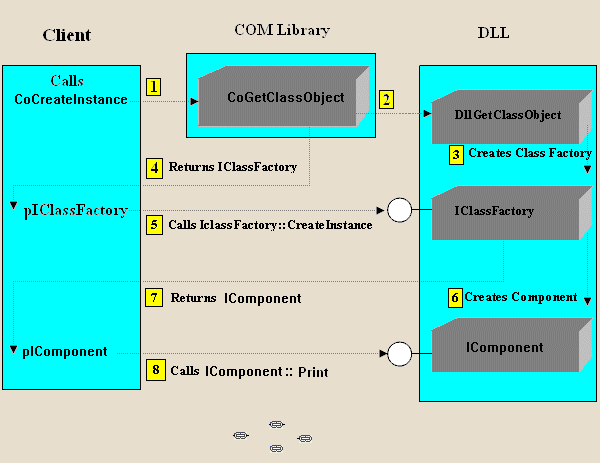 Client
COM Library
DLL
Calls
CoCreateInstance
1
CoGetClassObject
2
DllGetClassObject
3 Creates Class Factory
4 Returns IClassFactory
pIClassFactory
5 Calls IclassFactory::CreateInstance
IClassFactory
6 Creates Component
7 Returns IComponent
pIComponent
8 Calls IComponent :: Print
IComponent